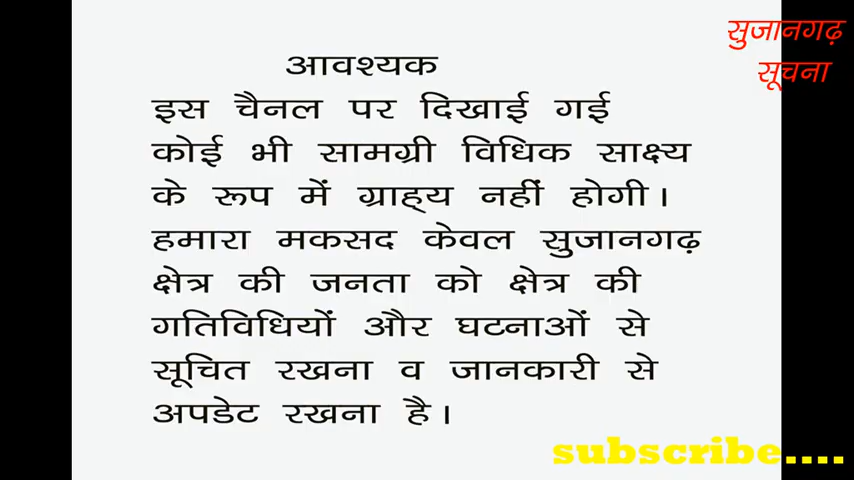 सुजानगढ़
सूचना
आवश्यक
इस चैनल पर दिखाई गई
कोई भी सामग्री विधिक साक्ष्य
के रूप में ग्राह्य नहीं होगी।
हमारा मकसद केवल सुजानगढ़
क्षेत्र की जनता को क्षेत्र की
गतिविधियों और घटनाओं से
सूचित रखना व जानकारी से
अपडेट रखना है।
subscribe....